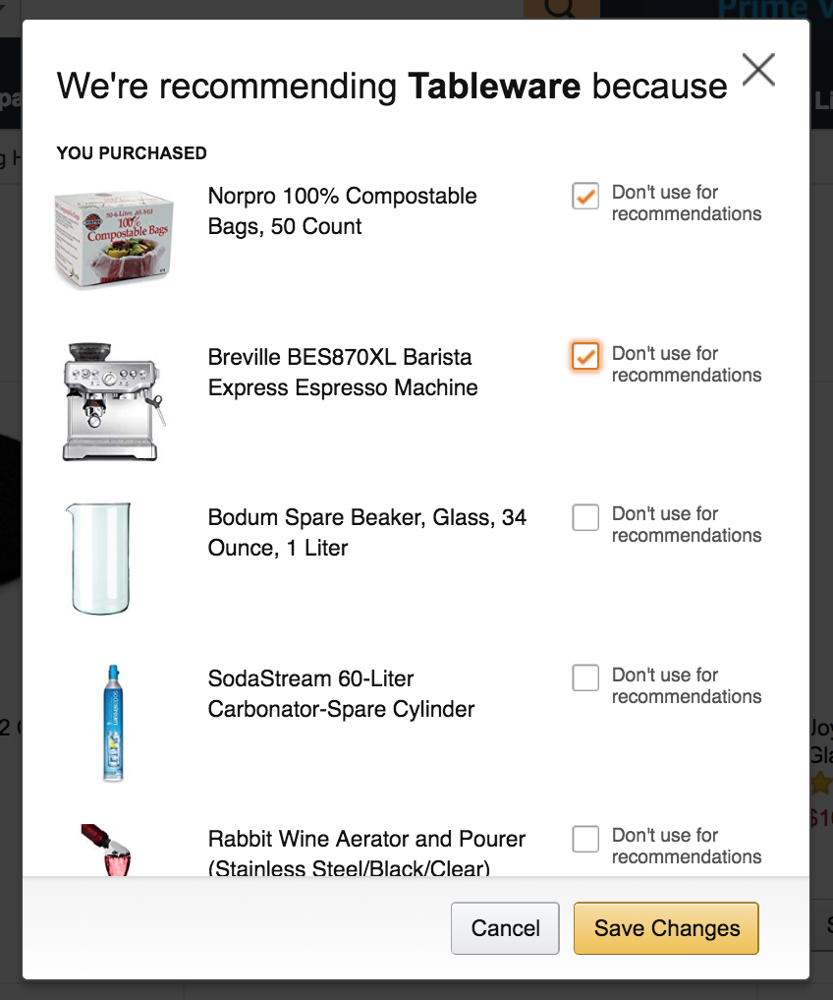 Prime V
We're recommending Tableware because
YOU PURCHASED
Norpro 100% Compostable
Bags, 50 Count
Don't use for
recommendations
100%
Compostable Bags
Breville BES870XL Barista
Express Espresso Machine
Don't use for
recommendations
Bodum Spare Beaker, Glass, 34
Ounce, 1 Liter
Don't use for
recommendations
SodaStream 60-Liter
Carbonator-Spare Cylinder
Don't use for
recommendations
sodastream
Rabbit Wine Aerator and Pourer
(Stainless Steel/Black/Clear)
Don't use for
recommendations
Cancel
Save Changes